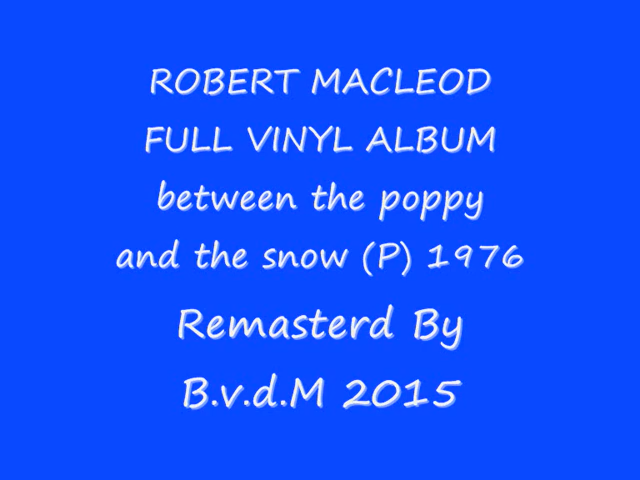 ROBERT MACLEOD
FULL VINYL ALBUM
between the poppy
and the snow (P) 1976
Remasterd By
B.v.d.M 2015